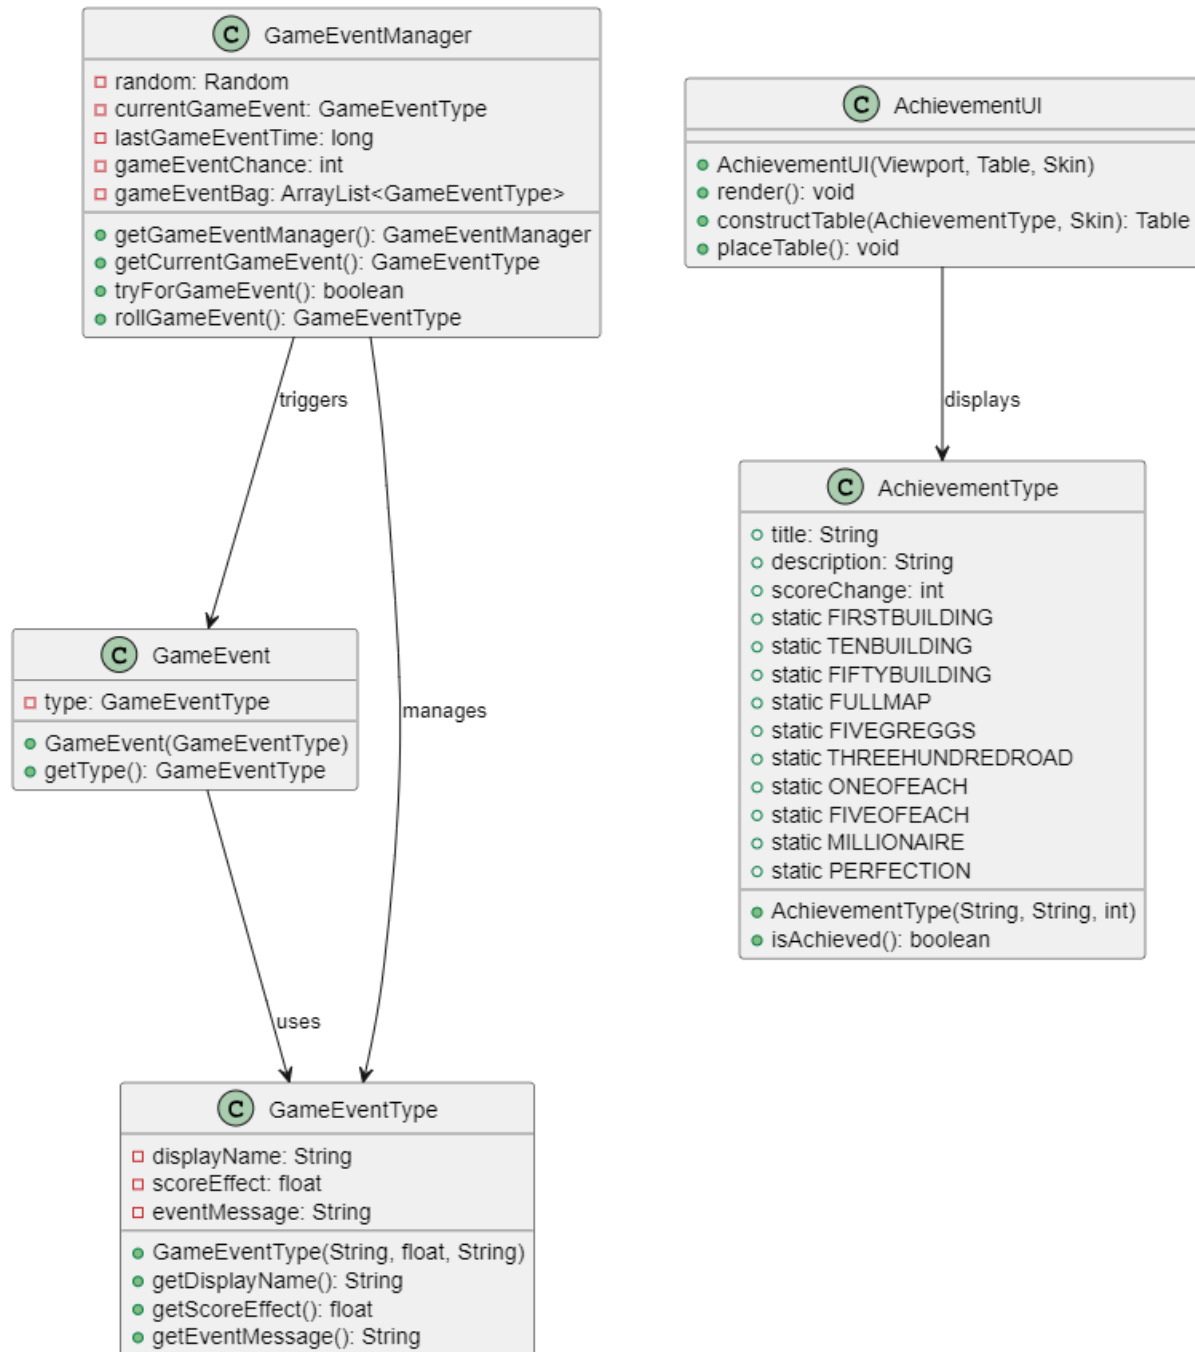 C GameEventManager
random: Random
currentGameEvent: GameEventType
lastGameEventTime: long
gameEventChance: int
gameEventBag: ArrayList<GameEventType>
getGameEventManager(): GameEventManager
getCurrentGameEvent(): GameEventType
tryForGameEvent(): boolean
rollGameEvent(): GameEventType
C AchievementUI
AchievementUI(Viewport, Table, Skin)
render(): void
constructTable(AchievementType, Skin): Table
placeTable(): void
triggers
displays
C GameEvent
type: GameEventType
GameEvent(GameEventType)
getType(): GameEventType
manages
C AchievementType
title: String
description: String
scoreChange: int
static FIRSTBUILDING
static TENBUILDING
static FIFTYBUILDING
static FULLMAP
static FIVEGREGGS
static THREEHUNDREDROAD
static ONEOFEACH
static FIVEOFEACH
static MILLIONAIRE
static PERFECTION
AchievementType(String, String, int)
isAchieved(): boolean
uses
C GameEventType
displayName: String
scoreEffect: float
eventMessage: String
GameEventType(String, float, String)
getDisplayName(): String
getScoreEffect(): float
getEventMessage(): String